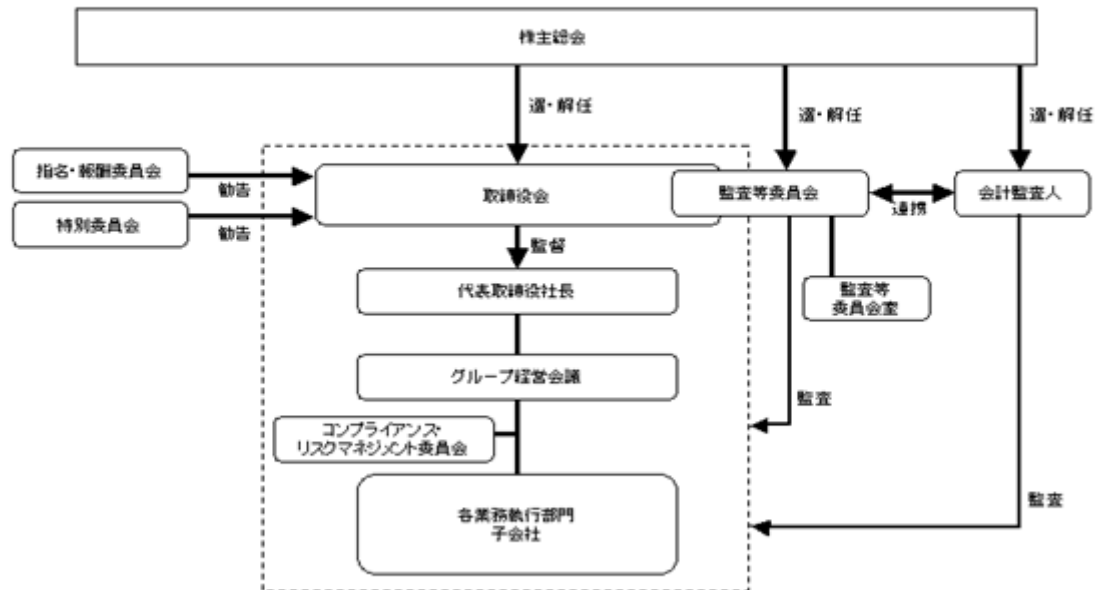 株主総会
選・解任
選・解任
選・解任
指名・報酬委員会
勧告
取締役会
監査等委員会
連携
会計監査人
特別委員会
勧告
監督
代表取締役社長
監査等
委員会室
グループ経営会議
監査
コンプライアンス・
リスクマネジメント委員会
各業務執行部門
子会社
監査